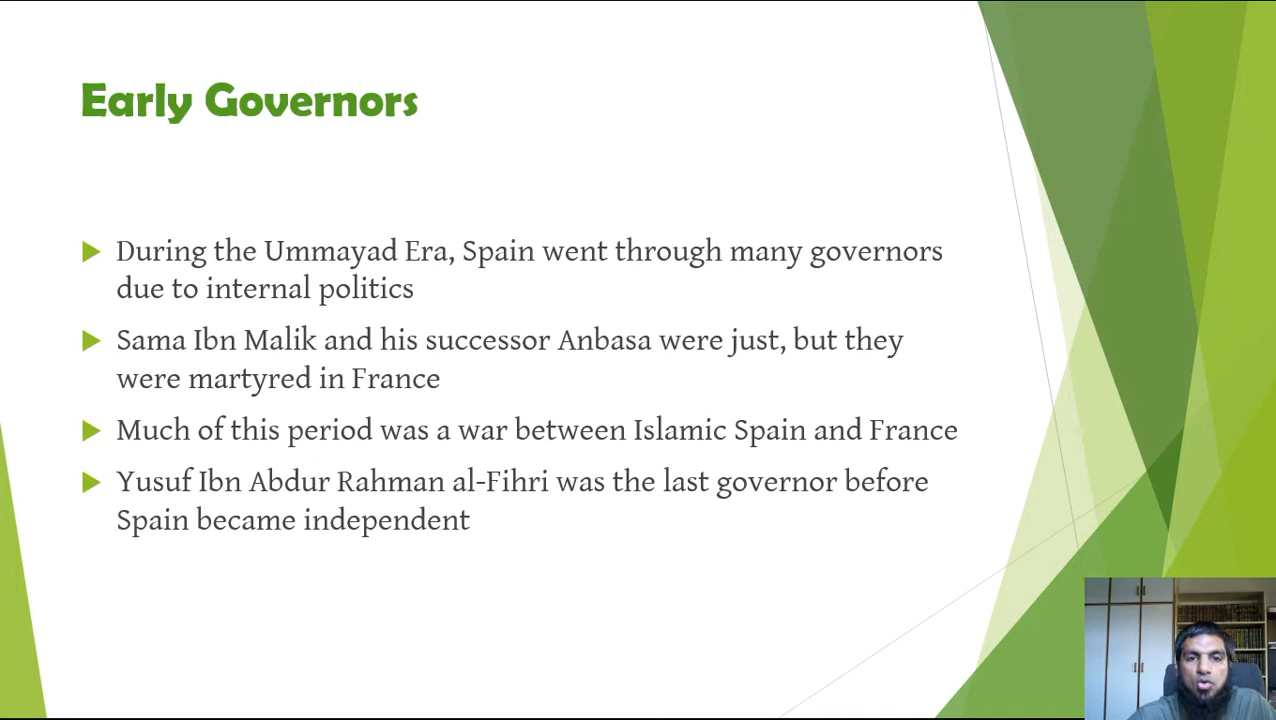 Early Governors
During the Ummayad Era, Spain went through many governors
due to internal politics
Sama Ibn Malik and his successor Anbasa were just, but they
were martyred in France
Much of this period was a war between Islamic Spain and France
Yusuf Ibn Abdur Rahman al-Fihri was the last governor before
Spain became independent